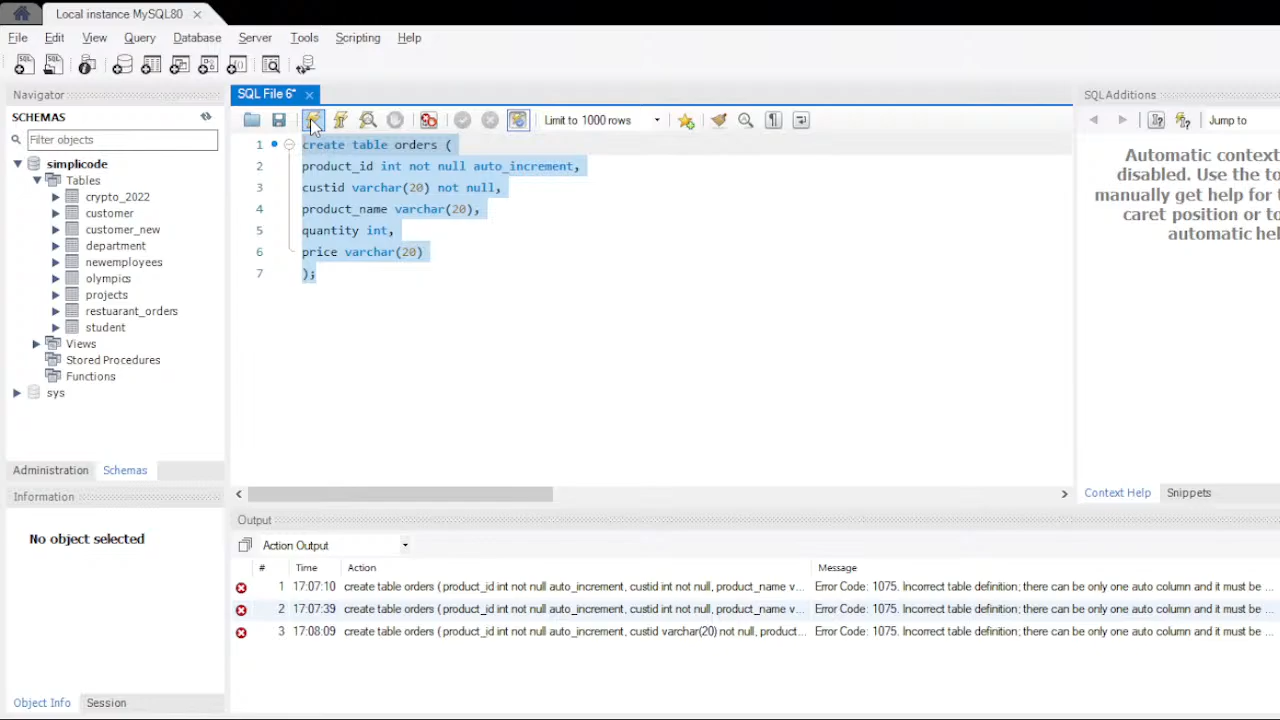 Local instance MySQL80 ×
File Edit View Query Database Server Tools Scripting Help
Navigator
SQL File 6* ×
SQLAdditions
SCHEMAS
Limit to 1000 rows
Jump to
Filter objects
simplicode
Tables
crypto_2022
customer
customer_new
department
newemployees
olympics
projects
restuarant_orders
student
Views
Stored Procedures
Functions
sys
Administration Schemas
Information
No object selected
Object Info Session
1 create table orders (
2 product_id int not null auto_increment,
3 custid varchar(20) not null,
4 product_name varchar(20),
5 quantity int,
6 price varchar(20)
7 );
Automatic context
disabled. Use the to
manually get help for t
caret position or to
automatic hel
Context Help Snippets
Output
Action Output
# Time Action Message
1 17:07:10 create table orders ( product_id int not null auto_increment, custid int not null, product_name v... Error Code: 1075. Incorrect table definition; there can be only one auto column and it must be ...
2 17:07:39 create table orders ( product_id int not null auto_increment, custid int not null, product_name v... Error Code: 1075. Incorrect table definition; there can be only one auto column and it must be ...
3 17:08:09 create table orders ( product_id int not null auto_increment, custid varchar(20) not null, product... Error Code: 1075. Incorrect table definition; there can be only one auto column and it must be ...